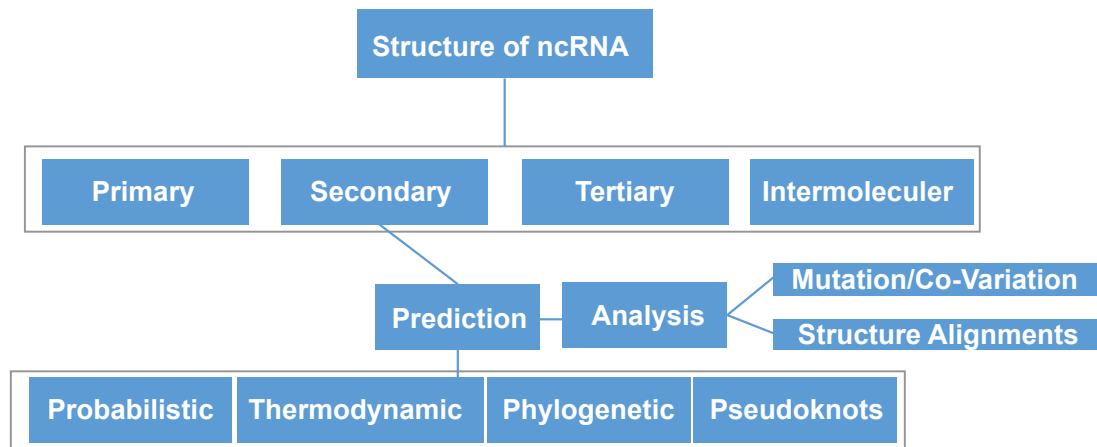 Structure of ncRNA
Primary
Secondary
Tertiary
Intermoleculer
Mutation/Co-Variation
Prediction
Analysis
Structure Alignments
Probabilistic
Thermodynamic
Phylogenetic
Pseudoknots